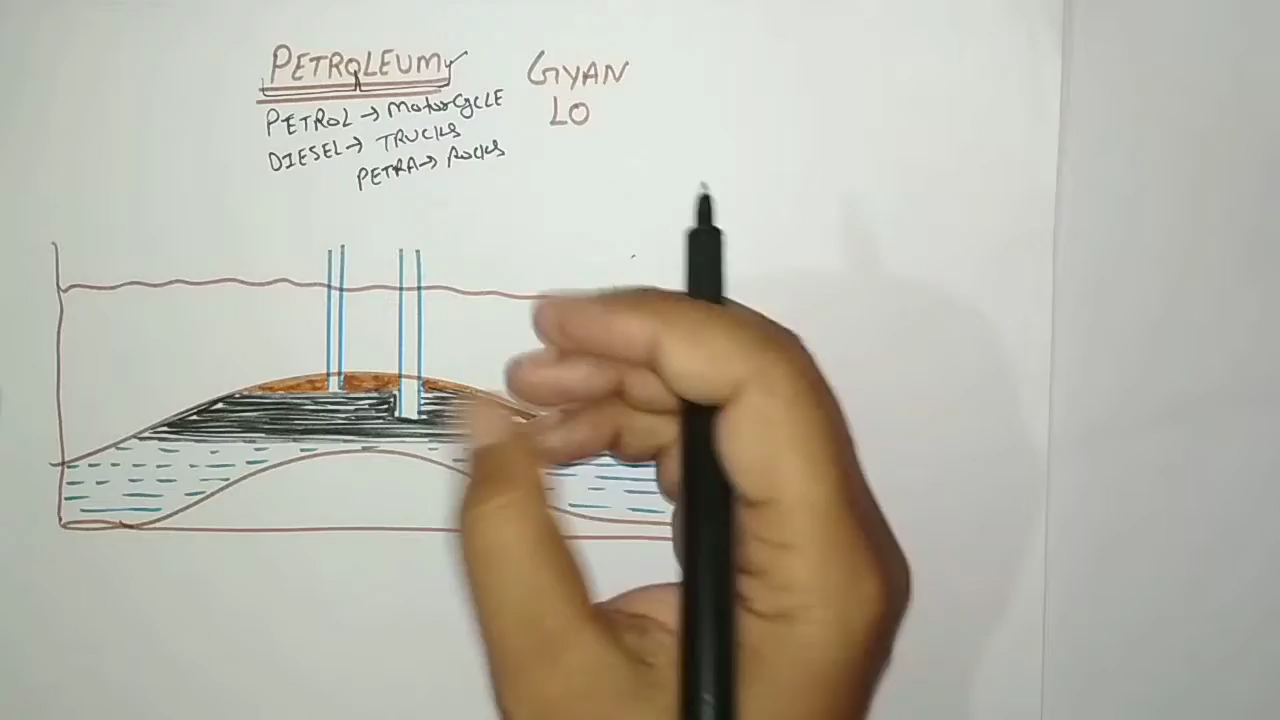 PETROLEUM
PETROL → MOTORCYCLE
DIESEL → TRUCKS
PETRA → ROCKS
GYAN
LO